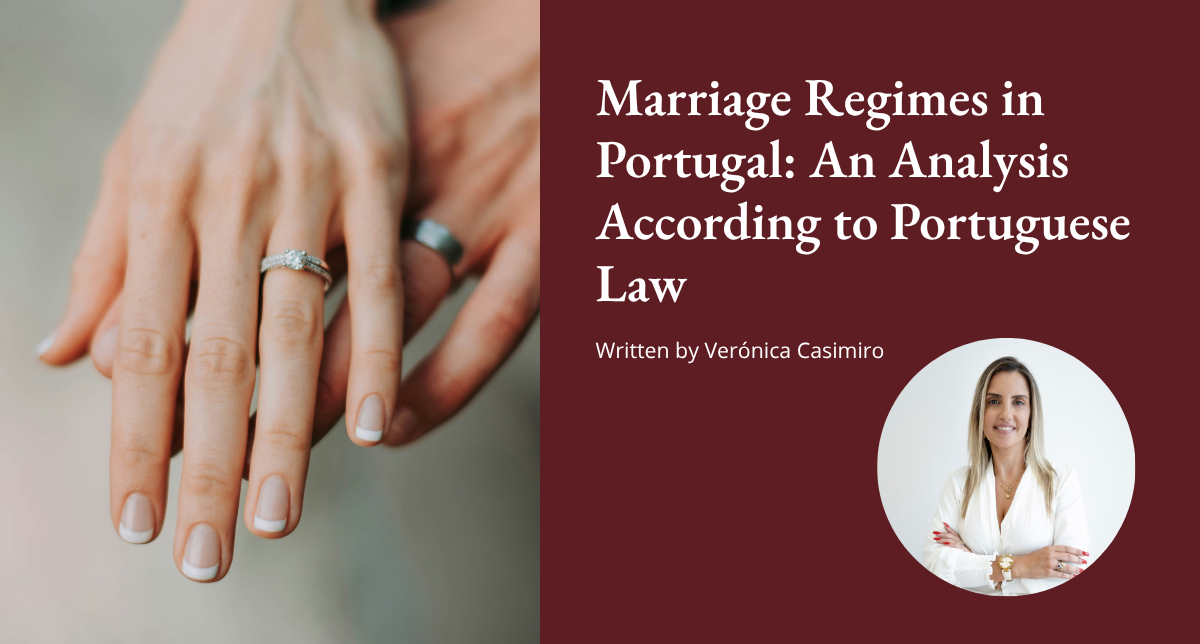 Marriage Regimes in
Portugal: An Analysis
According to Portuguese
Law
Written by Verónica Casimiro